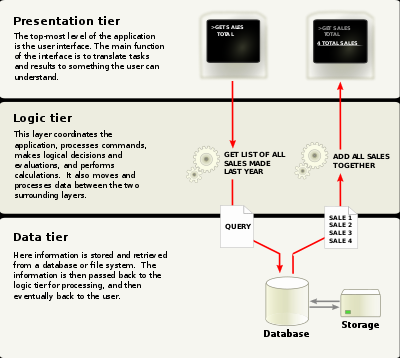 Presentation tier
The top-most level of the application
is the user interface. The main function
of the interface is to translate tasks
and results to something the user can
understand.
>GET SALES
TOTAL
>GET SALES
TOTAL
4 TOTAL SALES
Logic tier
This layer coordinates the
application, processes commands,
makes logical decisions and
evaluations, and performs
calculations. It also moves and
processes data between the two
surrounding layers.
GET LIST OF ALL
SALES MADE
LAST YEAR
ADD ALL SALES
TOGETHER
Data tier
Here information is stored and retrieved
from a database or file system. The
information is then passed back to the
logic tier for processing, and then
eventually back to the user.
QUERY
SALE 1
SALE 2
SALE 3
SALE 4
Database
Storage